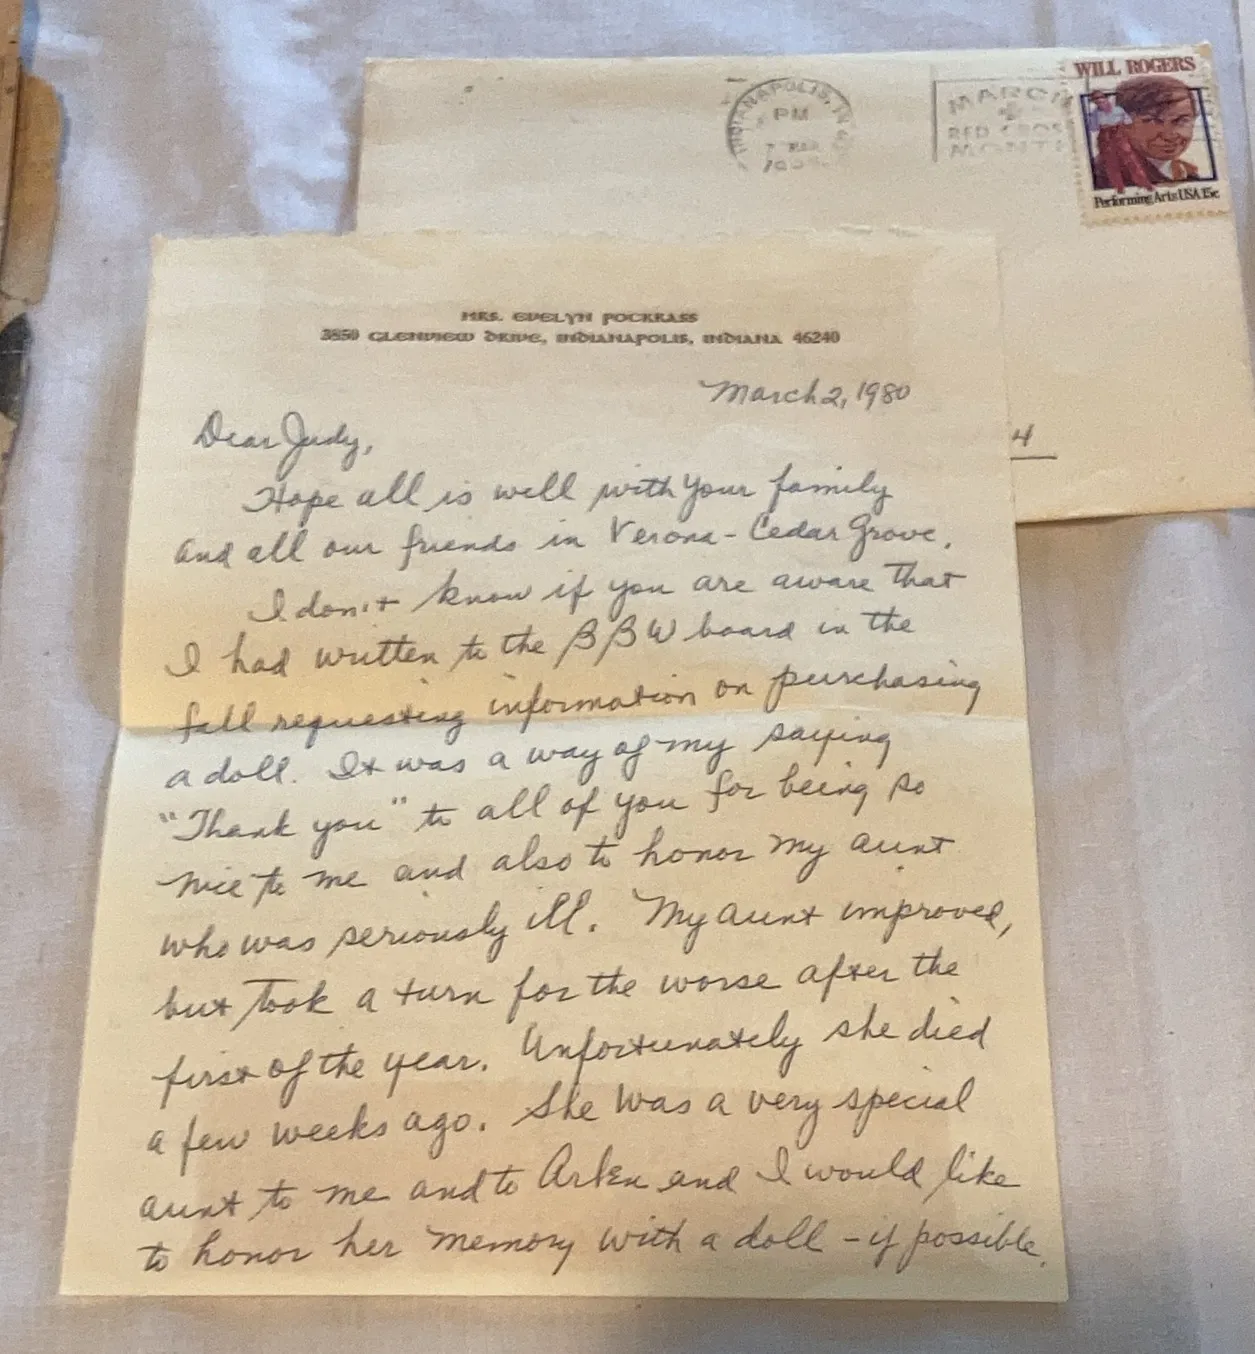 WILL ROGERS
INDIANAPOLIS, IN
PM
MAR
MARCH
RED CROSS
MONTH
Performing Arts USA 15c
MRS. EVELYN POCKRASS
3850 GLENVIEW DRIVE, INDIANAPOLIS, INDIANA 46240
March 2, 1980
Dear Judy,
Hope all is well with your family
and all our friends in Verona - Cedar Grove.
I don't know if you are aware that
I had written to the BBW board in the
fall requesting information on purchasing
a doll. It was a way of my saying
"Thank you" to all of you for being so
nice to me and also to honor my aunt
who was seriously ill. My aunt improved,
but took a turn for the worse after the
first of the year. Unfortunately she died
a few weeks ago. She was a very special
aunt to me and to Arlen and I would like
to honor her memory with a doll - if possible.
4